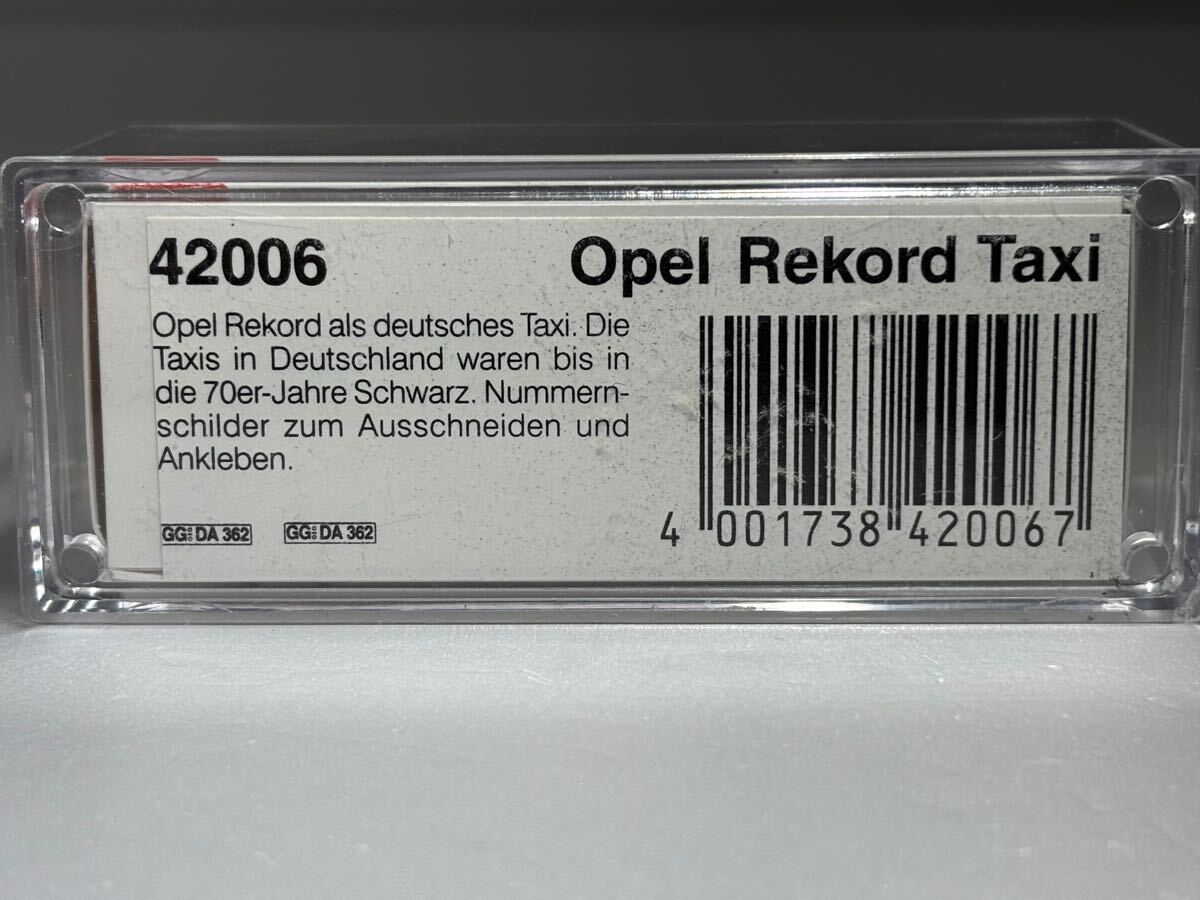 42006 Opel Rekord Taxi
Opel Rekord als deutsches Taxi. Die
Taxis in Deutschland waren bis in
die 70er-Jahre Schwarz. Nummern-
schilder zum Ausschneiden und
Ankleben.
GG DA 362 GG DA 362
4 001738 420067